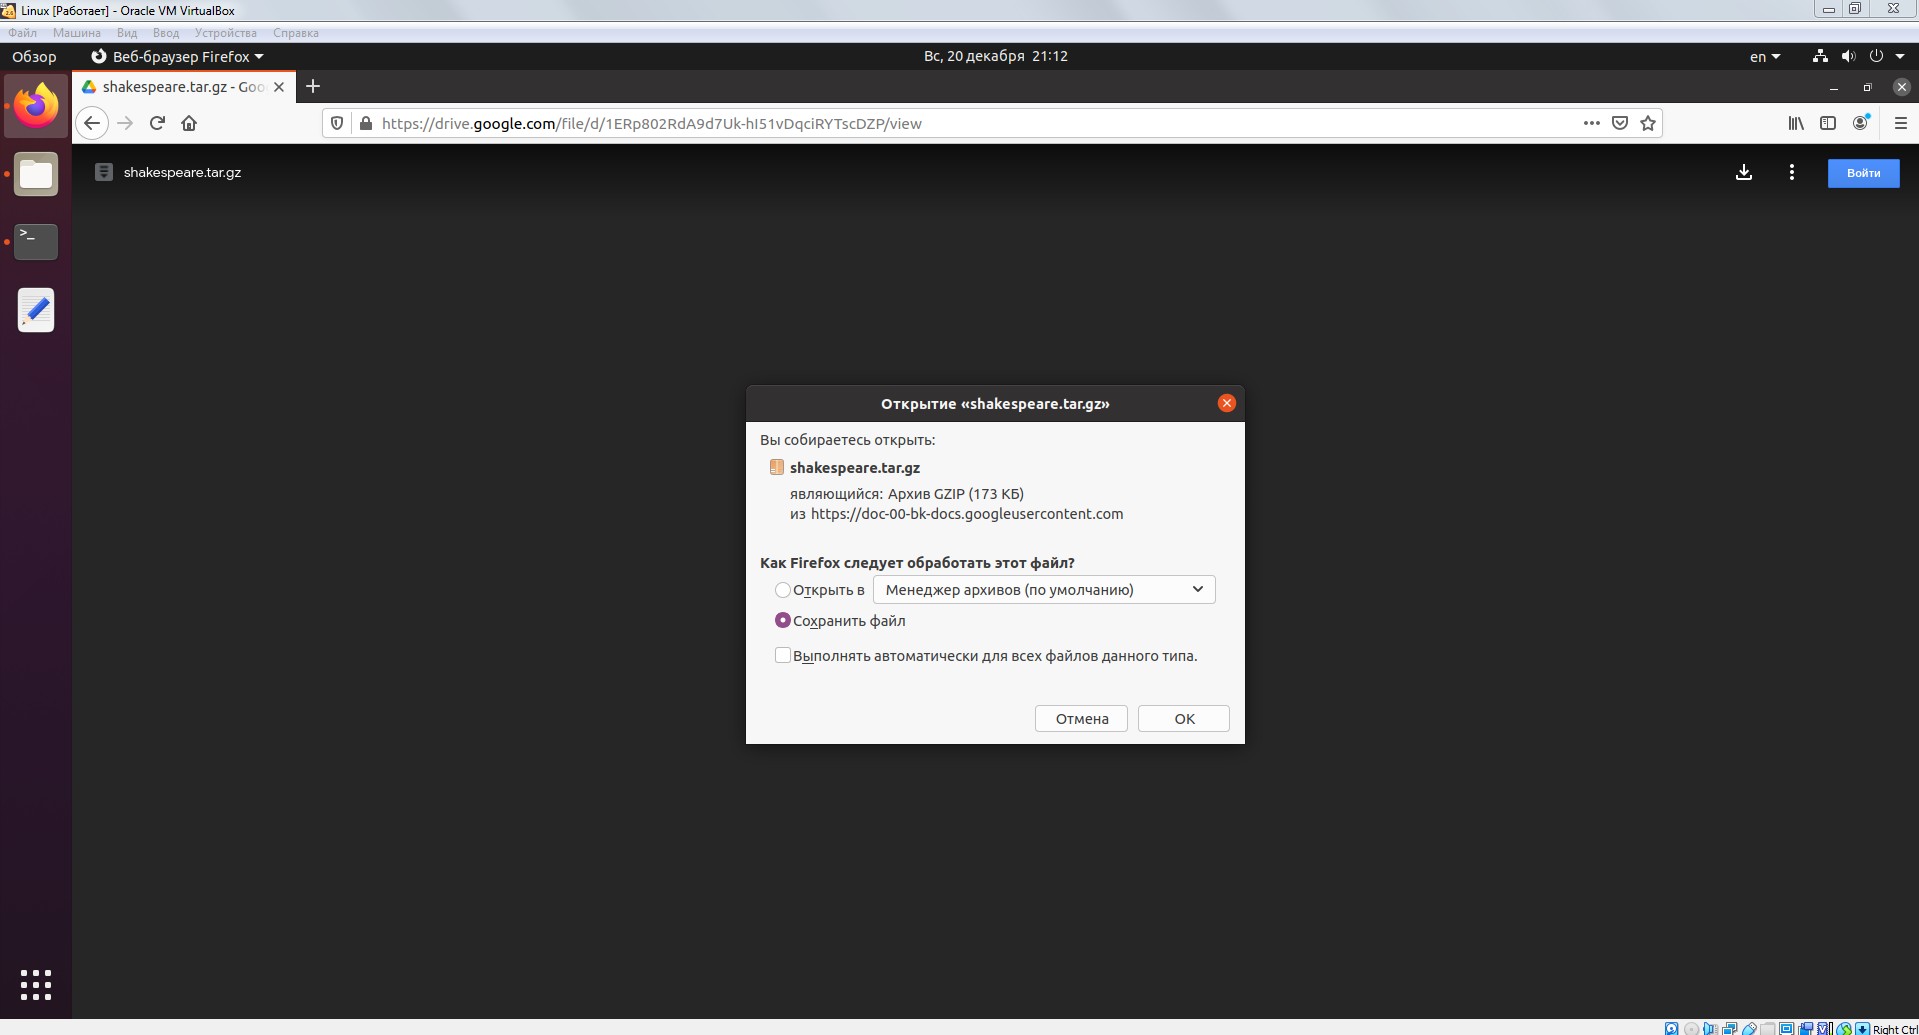 Linux [Работает] - Oracle VM VirtualBox
Файл Машина Вид Ввод Устройства Справка
Обзор Веб-браузер Firefox Вс, 20 декабря 21:12 en
shakespeare.tar.gz - Goo
https://drive.google.com/file/d/1ERp802RdA9d7Uk-hI51vDqciRYTscDZP/view
shakespeare.tar.gz Войти
Открытие «shakespeare.tar.gz»
Вы собираетесь открыть:
shakespeare.tar.gz
являющийся: Архив GZIP (173 КБ)
из https://doc-00-bk-docs.googleusercontent.com
Как Firefox следует обработать этот файл?
Открыть в Менеджер архивов (по умолчанию)
Сохранить файл
Выполнять автоматически для всех файлов данного типа.
Отмена OK
Right Ctrl